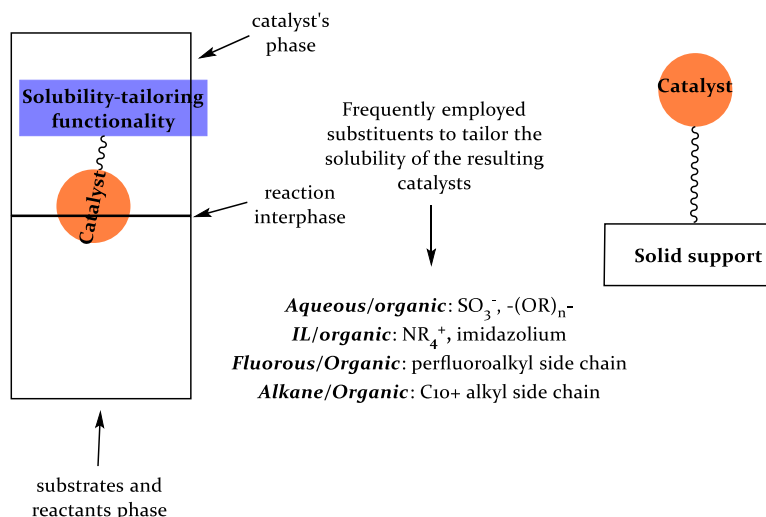 catalyst's
phase
Solubility-tailoring
functionality
Catalyst
reaction
interphase
substrates and
reactants phase
Frequently employed
substituents to tailor the
solubility of the resulting
catalysts
Aqueous/organic: SO3-, -(OR)n-
IL/organic: NR4+, imidazolium
Fluorous/Organic: perfluoroalkyl side chain
Alkane/Organic: C10+ alkyl side chain
Catalyst
Solid support